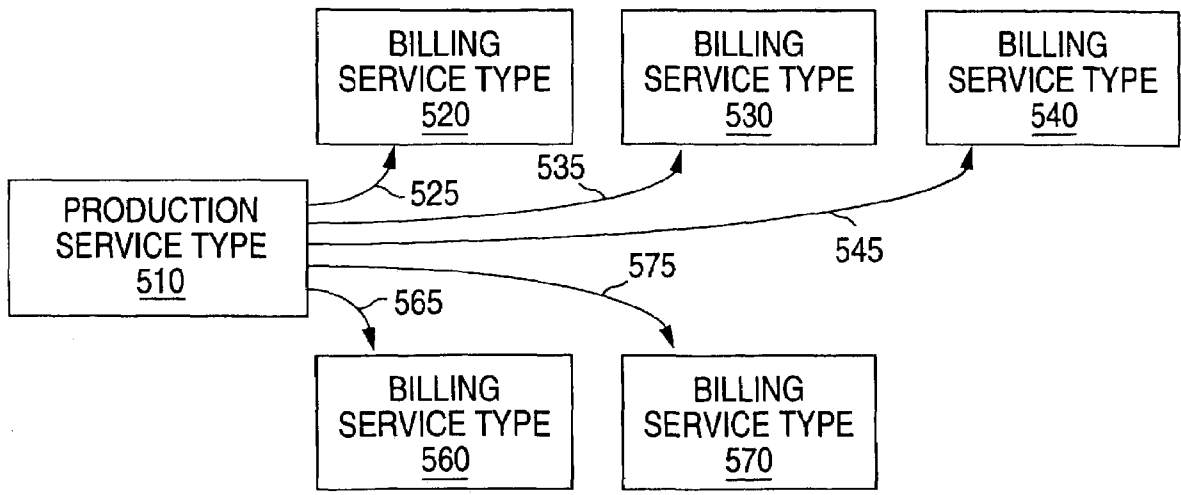 BILLING
SERVICE TYPE
520
BILLING
SERVICE TYPE
530
BILLING
SERVICE TYPE
540
525
535
545
PRODUCTION
SERVICE TYPE
510
565
575
BILLING
SERVICE TYPE
560
BILLING
SERVICE TYPE
570